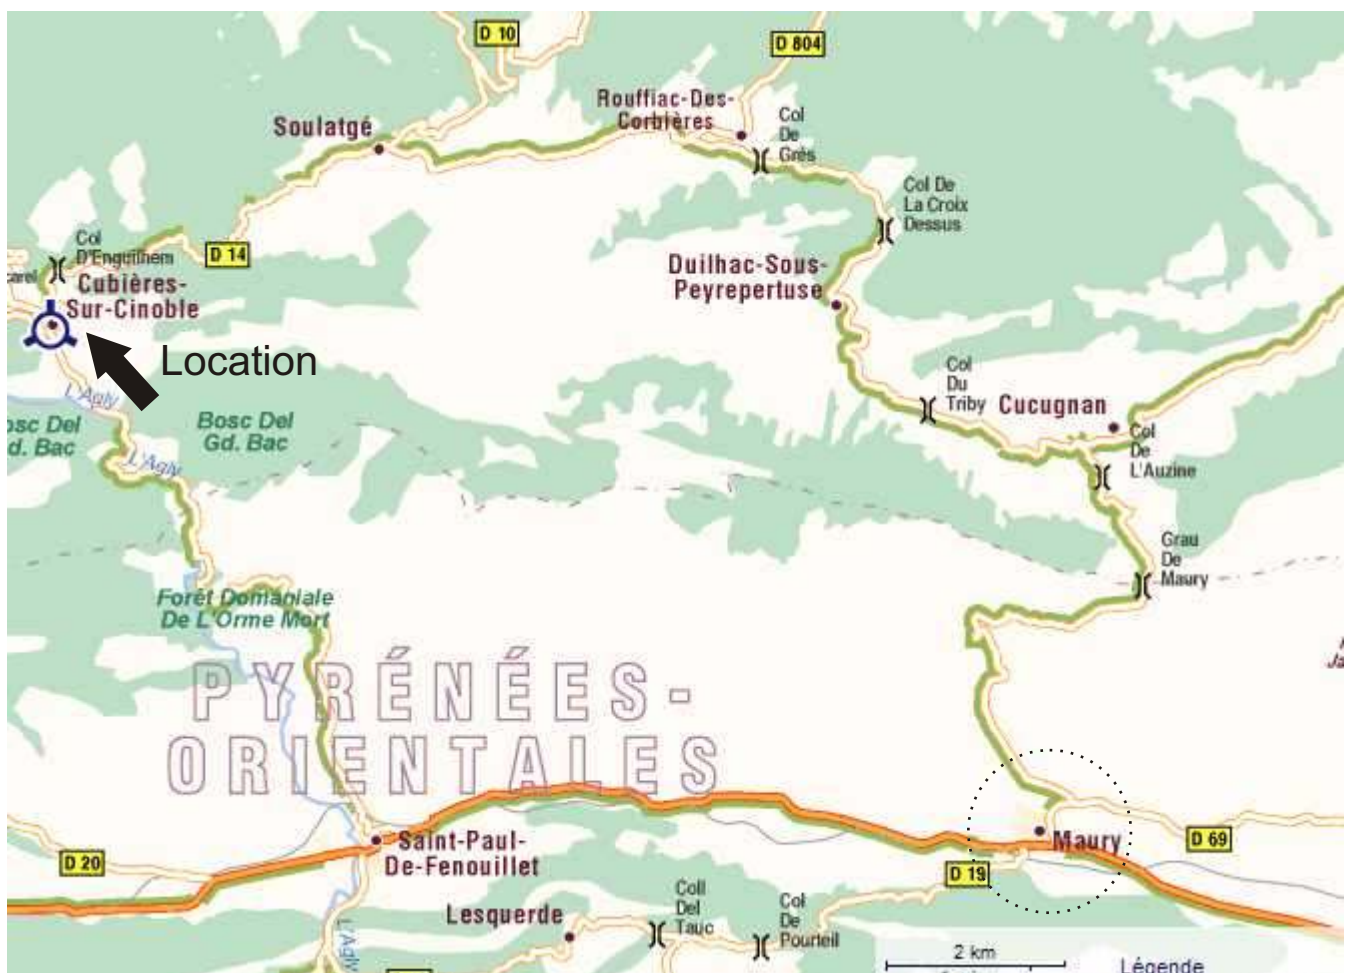 D 10
D 804
Rouffiac-Des-
Corbières
Soulatgé
Col
De
Grès
Col De
La Croix
Dessus
Col
D'Enguilhem
D 14
Cubières-
Sur-Cinoble
Duilhac-Sous-
Peyrepertuse
Location
L'Agly
Col
Du
Triby
Cucugnan
Bosc Del
Gd. Bac
Col
De
L'Auzine
L'Agly
Grau
De
Maury
Forêt Domaniale
De L'Orme Mort
PYRÉNÉES-
ORIENTALES
Saint-Paul-
De-Fenouillet
Maury
D 69
D 20
D 19
Lesquerde
Coll
Del
Tauc
Col
De
Pourteil
L'Agly
2 km
Légende